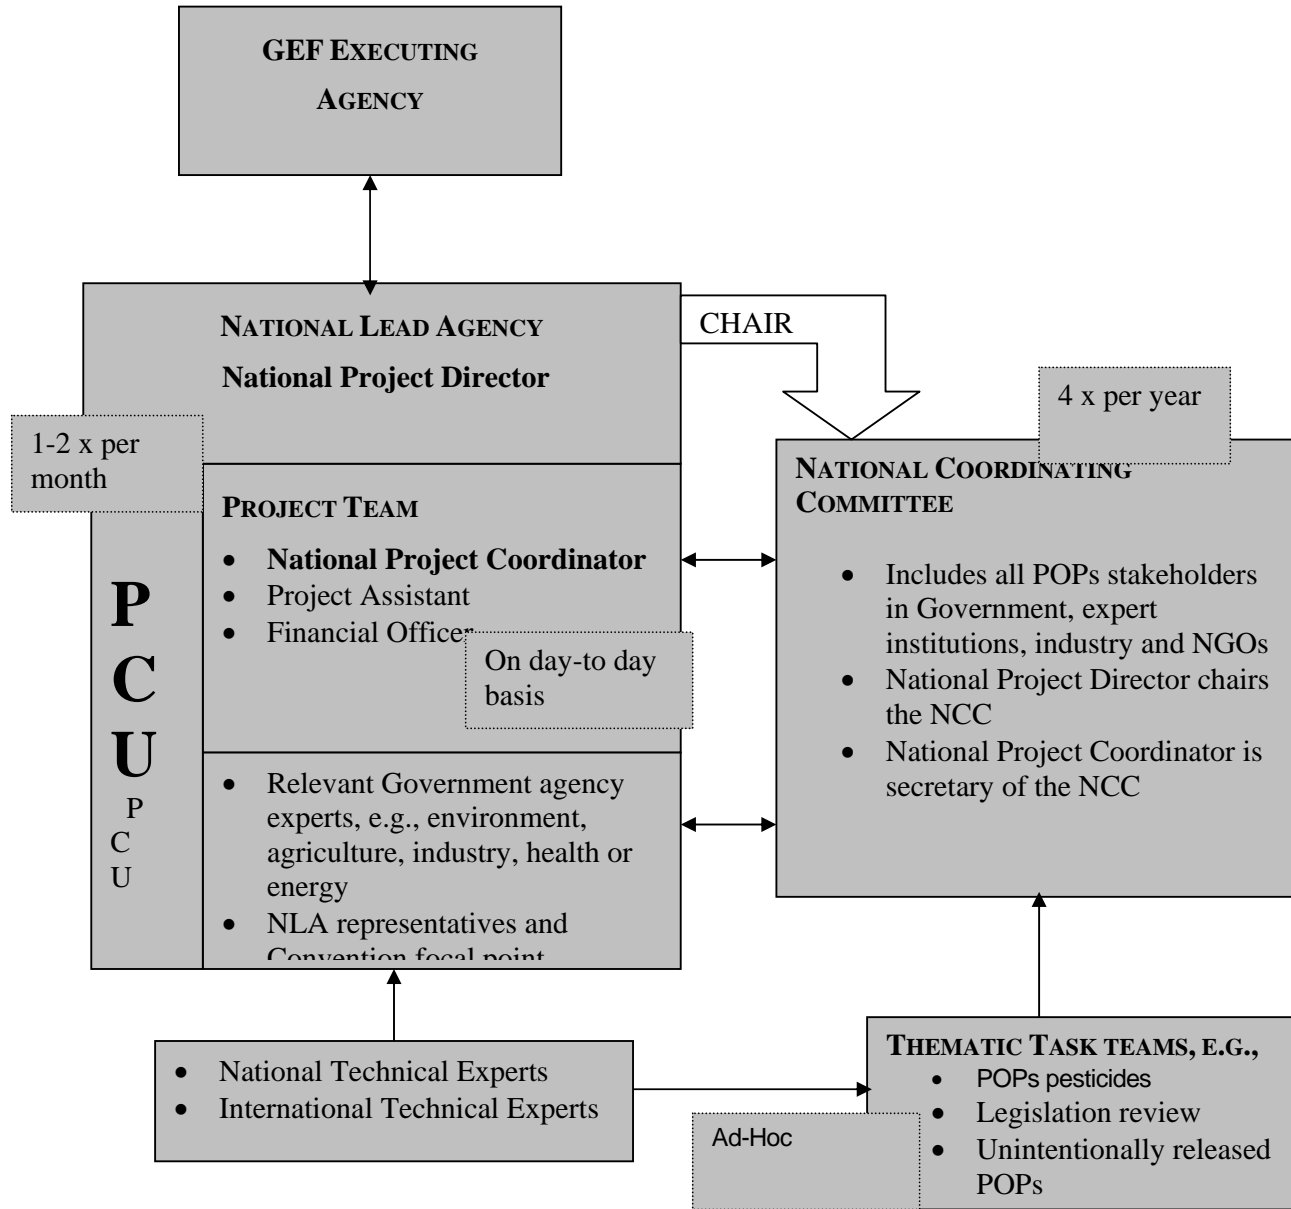 GEF EXECUTING
AGENCY
NATIONAL LEAD AGENCY
National Project Director
CHAIR
4 x per year
1-2 x per
month
PROJECT TEAM
• National Project Coordinator
• Project Assistant
• Financial Officer
On day-to day
basis
P
C
U
P
C
U
• Relevant Government agency
experts, e.g., environment,
agriculture, industry, health or
energy
• NLA representatives and
Convention focal point
NATIONAL COORDINATING
COMMITTEE
• Includes all POPs stakeholders
in Government, expert
institutions, industry and NGOs
• National Project Director chairs
the NCC
• National Project Coordinator is
secretary of the NCC
• National Technical Experts
• International Technical Experts
THEMATIC TASK TEAMS, E.G.,
• POPs pesticides
• Legislation review
• Unintentionally released
POPs
Ad-Hoc